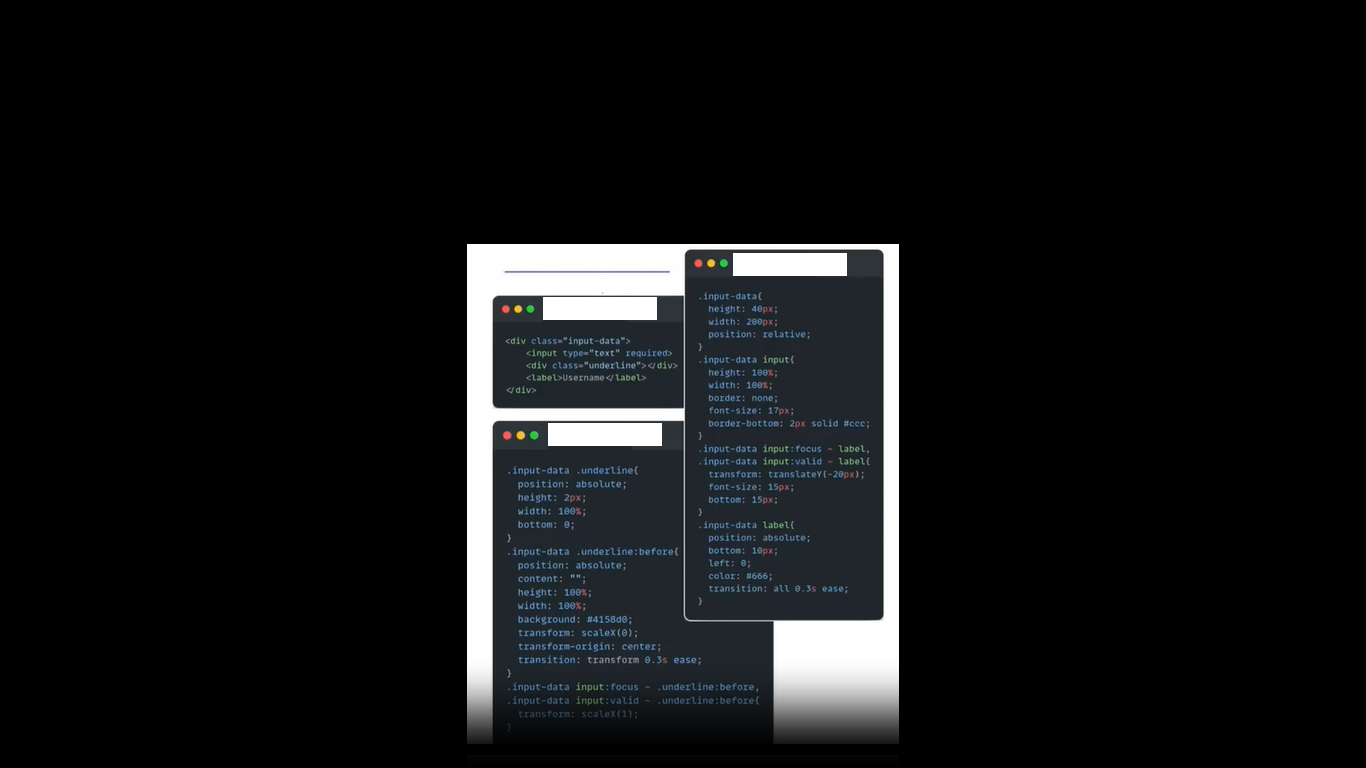 <div class="input-data">
<input type="text" required>
<div class="underline"></div>
<label>Username</label>
</div>
.input-data .underline{
position: absolute;
height: 2px;
width: 100%;
bottom: 0;
}
.input-data .underline:before{
position: absolute;
content: "";
height: 100%;
width: 100%;
background: #4158d0;
transform: scaleX(0);
transform-origin: center;
transition: transform 0.3s ease;
}
.input-data input:focus ~ .underline:before,
.input-data input:valid ~ .underline:before{
transform: scaleX(1);
}
.input-data{
height: 40px;
width: 200px;
position: relative;
}
.input-data input{
height: 100%;
width: 100%;
border: none;
font-size: 17px;
border-bottom: 2px solid #ccc;
}
.input-data input:focus ~ label,
.input-data input:valid ~ label{
transform: translateY(-20px);
font-size: 15px;
bottom: 15px;
}
.input-data label{
position: absolute;
bottom: 10px;
left: 0;
color: #666;
transition: all 0.3s ease;
}